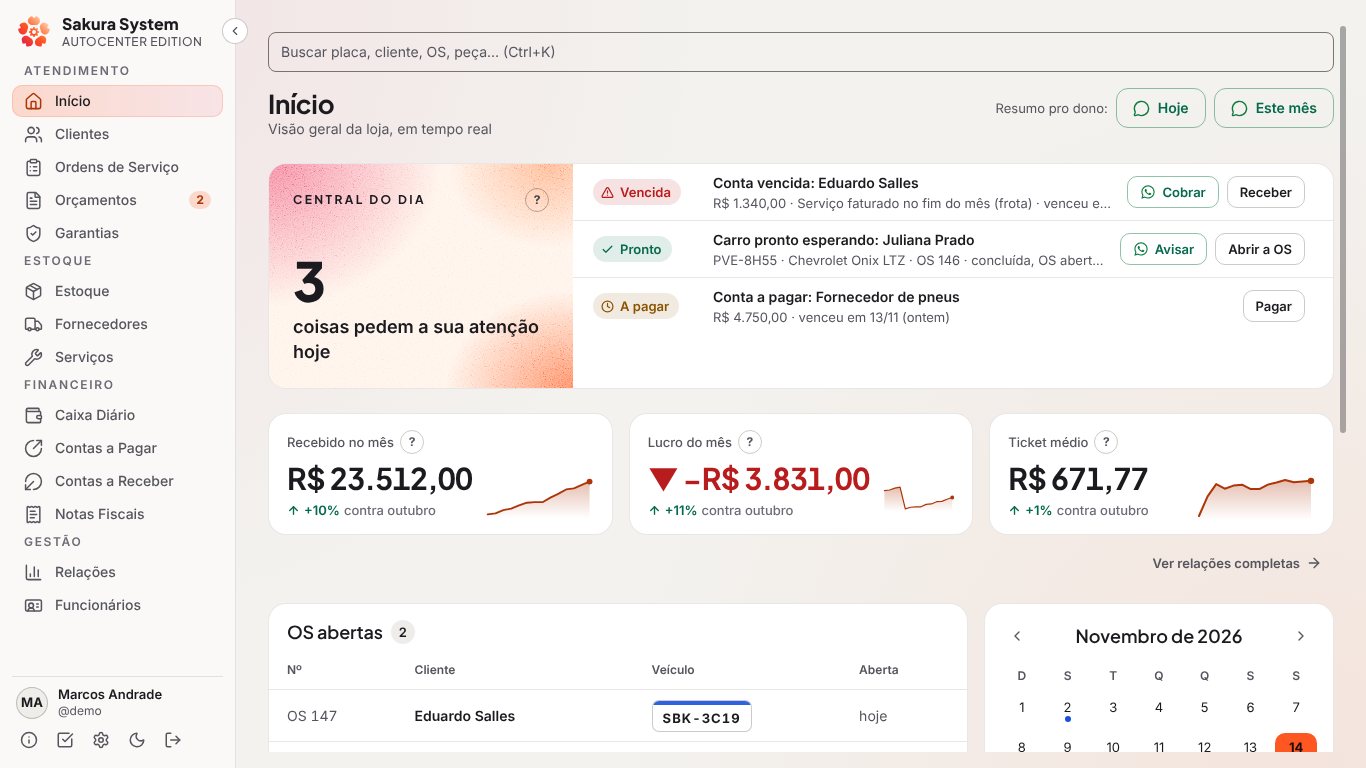 Sakura System
AUTOCENTER EDITION
ATENDIMENTO
Início
Clientes
Ordens de Serviço
Orçamentos 2
Garantias
ESTOQUE
Estoque
Fornecedores
Serviços
FINANCEIRO
Caixa Diário
Contas a Pagar
Contas a Receber
Notas Fiscais
GESTÃO
Relações
Funcionários
MA
Marcos Andrade
@demo
Buscar placa, cliente, OS, peça... (Ctrl+K)
Início
Visão geral da loja, em tempo real
Resumo pro dono: Hoje Este mês
CENTRAL DO DIA ?
3
coisas pedem a sua atenção
hoje
Vencida
Conta vencida: Eduardo Salles
R$ 1.340,00 · Serviço faturado no fim do mês (frota) · venceu e...
Cobrar Receber
Pronto
Carro pronto esperando: Juliana Prado
PVE-8H55 · Chevrolet Onix LTZ · OS 146 · concluída, OS abert...
Avisar Abrir a OS
A pagar
Conta a pagar: Fornecedor de pneus
R$ 4.750,00 · venceu em 13/11 (ontem)
Pagar
Recebido no mês ?
R$ 23.512,00
↑ +10% contra outubro
Lucro do mês ?
▼ −R$ 3.831,00
↑ +11% contra outubro
Ticket médio ?
R$ 671,77
↑ +1% contra outubro
Ver relações completas →
OS abertas 2
Nº Cliente Veículo Aberta
OS 147 Eduardo Salles SBK-3C19 hoje
Novembro de 2026
D S T Q Q S S
1 2 3 4 5 6 7
8 9 10 11 12 13 14